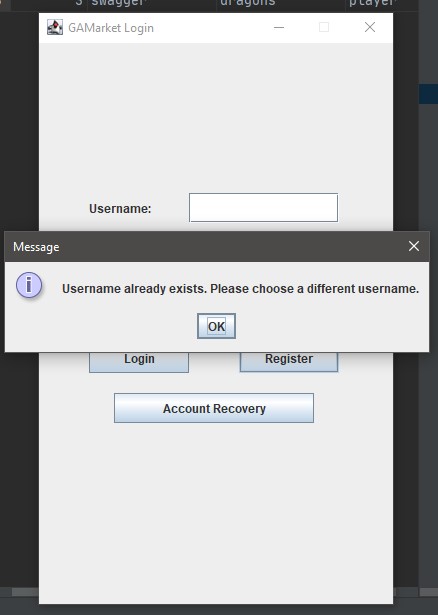 3 swagger dragons player
GAMarket Login
Username:
Message
Username already exists. Please choose a different username.
OK
Login Register
Account Recovery